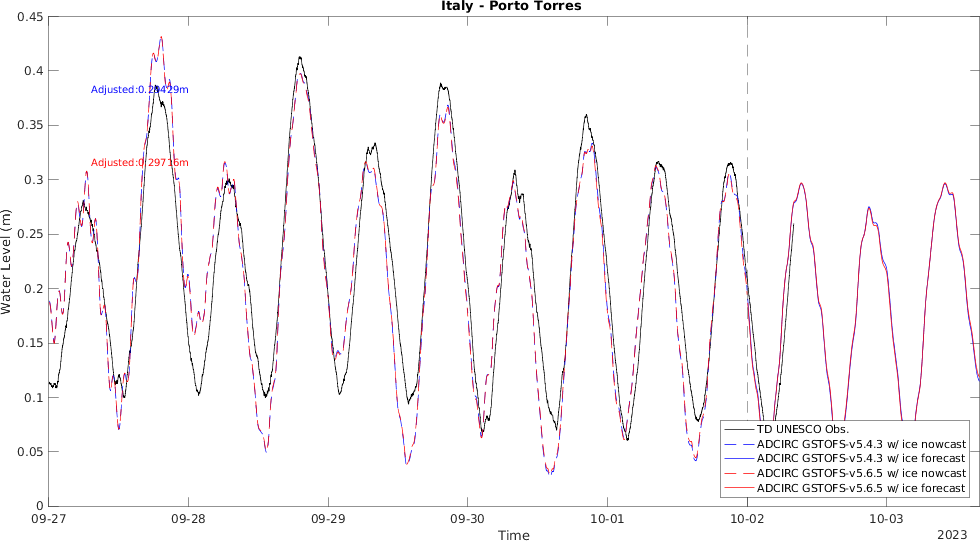 Italy - Porto Torres
0.45
0.4
Adjusted:0.29429m
0.35
Adjusted:0.29716m
0.3
0.25
Water Level (m)
0.2
0.15
0.1
0.05
0
TD UNESCO Obs.
ADCIRC GSTOFS-v5.4.3 w/ ice nowcast
ADCIRC GSTOFS-v5.4.3 w/ ice forecast
ADCIRC GSTOFS-v5.6.5 w/ ice nowcast
ADCIRC GSTOFS-v5.6.5 w/ ice forecast
09-27 09-28 09-29 09-30 10-01 10-02 10-03
Time
2023